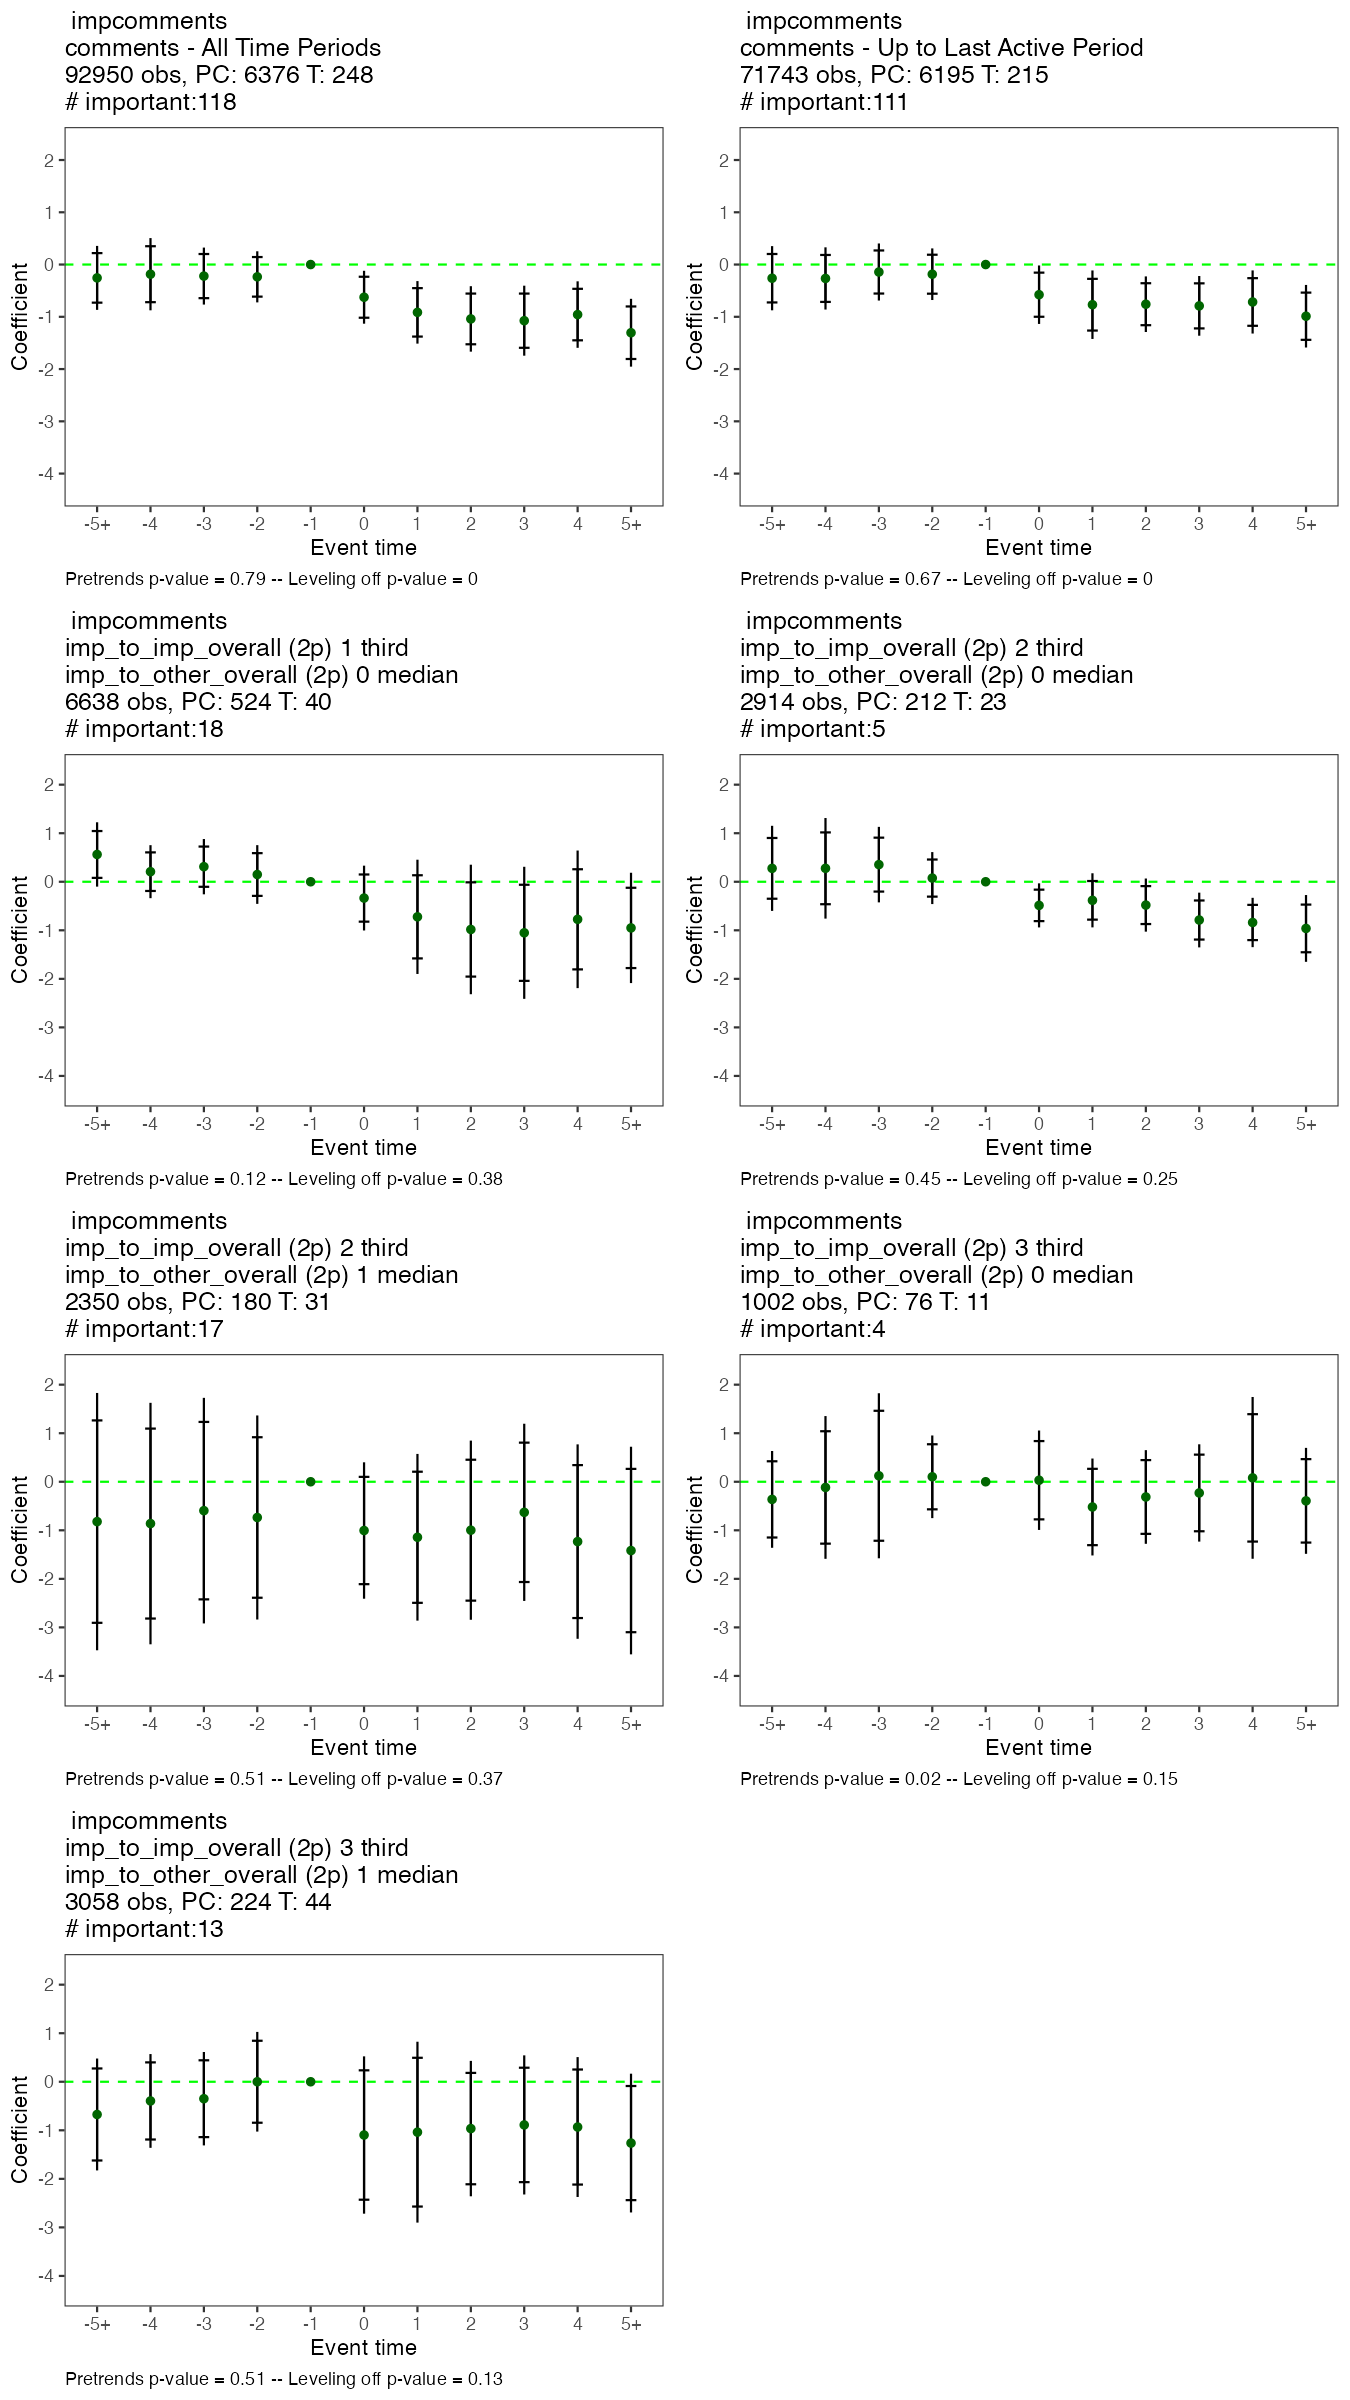 impcomments
comments - All Time Periods
92950 obs, PC: 6376 T: 248
# important:118
2
1
0
-1
-2
-3
-4
Coefficient
-5+ -4 -3 -2 -1 0 1 2 3 4 5+
Event time
Pretrends p-value = 0.79 -- Leveling off p-value = 0
impcomments
comments - Up to Last Active Period
71743 obs, PC: 6195 T: 215
# important:111
2
1
0
-1
-2
-3
-4
Coefficient
-5+ -4 -3 -2 -1 0 1 2 3 4 5+
Event time
Pretrends p-value = 0.67 -- Leveling off p-value = 0
impcomments
imp_to_imp_overall (2p) 1 third
imp_to_other_overall (2p) 0 median
6638 obs, PC: 524 T: 40
# important:18
2
1
0
-1
-2
-3
-4
Coefficient
-5+ -4 -3 -2 -1 0 1 2 3 4 5+
Event time
Pretrends p-value = 0.12 -- Leveling off p-value = 0.38
impcomments
imp_to_imp_overall (2p) 2 third
imp_to_other_overall (2p) 0 median
2914 obs, PC: 212 T: 23
# important:5
2
1
0
-1
-2
-3
-4
Coefficient
-5+ -4 -3 -2 -1 0 1 2 3 4 5+
Event time
Pretrends p-value = 0.45 -- Leveling off p-value = 0.25
impcomments
imp_to_imp_overall (2p) 2 third
imp_to_other_overall (2p) 1 median
2350 obs, PC: 180 T: 31
# important:17
2
1
0
-1
-2
-3
-4
Coefficient
-5+ -4 -3 -2 -1 0 1 2 3 4 5+
Event time
Pretrends p-value = 0.51 -- Leveling off p-value = 0.37
impcomments
imp_to_imp_overall (2p) 3 third
imp_to_other_overall (2p) 0 median
1002 obs, PC: 76 T: 11
# important:4
2
1
0
-1
-2
-3
-4
Coefficient
-5+ -4 -3 -2 -1 0 1 2 3 4 5+
Event time
Pretrends p-value = 0.02 -- Leveling off p-value = 0.15
impcomments
imp_to_imp_overall (2p) 3 third
imp_to_other_overall (2p) 1 median
3058 obs, PC: 224 T: 44
# important:13
2
1
0
-1
-2
-3
-4
Coefficient
-5+ -4 -3 -2 -1 0 1 2 3 4 5+
Event time
Pretrends p-value = 0.51 -- Leveling off p-value = 0.13